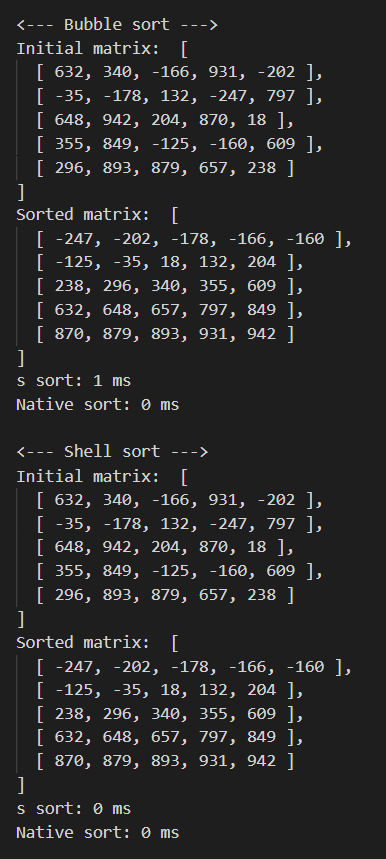 <--- Bubble sort --->
Initial matrix:  [
  [ 632, 340, -166, 931, -202 ],
  [ -35, -178, 132, -247, 797 ],
  [ 648, 942, 204, 870, 18 ],
  [ 355, 849, -125, -160, 609 ],
  [ 296, 893, 879, 657, 238 ]
]
Sorted matrix:  [
  [ -247, -202, -178, -166, -160 ],
  [ -125, -35, 18, 132, 204 ],
  [ 238, 296, 340, 355, 609 ],
  [ 632, 648, 657, 797, 849 ],
  [ 870, 879, 893, 931, 942 ]
]
s sort: 1 ms
Native sort: 0 ms

<--- Shell sort --->
Initial matrix:  [
  [ 632, 340, -166, 931, -202 ],
  [ -35, -178, 132, -247, 797 ],
  [ 648, 942, 204, 870, 18 ],
  [ 355, 849, -125, -160, 609 ],
  [ 296, 893, 879, 657, 238 ]
]
Sorted matrix:  [
  [ -247, -202, -178, -166, -160 ],
  [ -125, -35, 18, 132, 204 ],
  [ 238, 296, 340, 355, 609 ],
  [ 632, 648, 657, 797, 849 ],
  [ 870, 879, 893, 931, 942 ]
]
s sort: 0 ms
Native sort: 0 ms